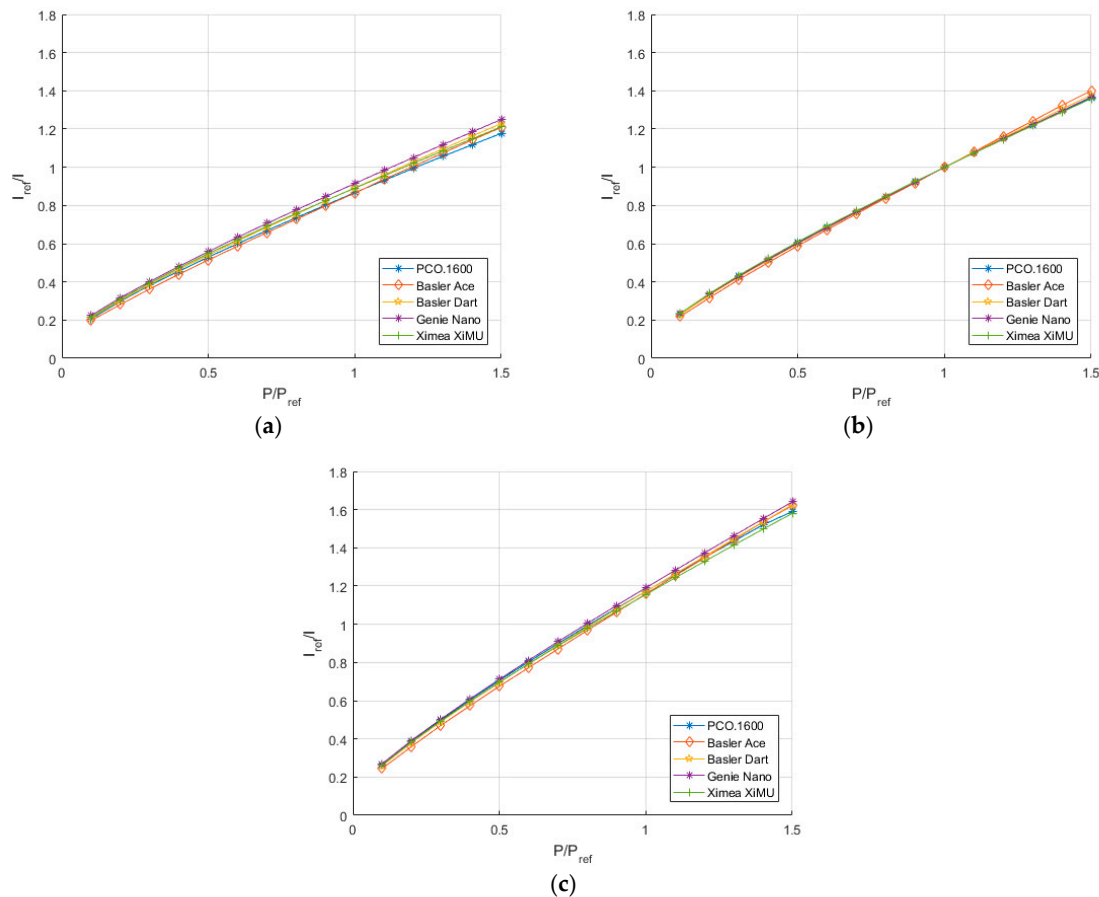 1.8
1.6
1.4
1.2
1
0.8
0.6
0.4
0.2
0
I_ref/I
0 0.5 1 1.5
P/P_ref
PCO.1600
Basler Ace
Basler Dart
Genie Nano
Ximea XiMU
(a)
1.8
1.6
1.4
1.2
1
0.8
0.6
0.4
0.2
0
I_ref/I
0 0.5 1 1.5
P/P_ref
PCO.1600
Basler Ace
Basler Dart
Genie Nano
Ximea XiMU
(b)
1.8
1.6
1.4
1.2
1
0.8
0.6
0.4
0.2
0
I_ref/I
0 0.5 1 1.5
P/P_ref
PCO.1600
Basler Ace
Basler Dart
Genie Nano
Ximea XiMU
(c)